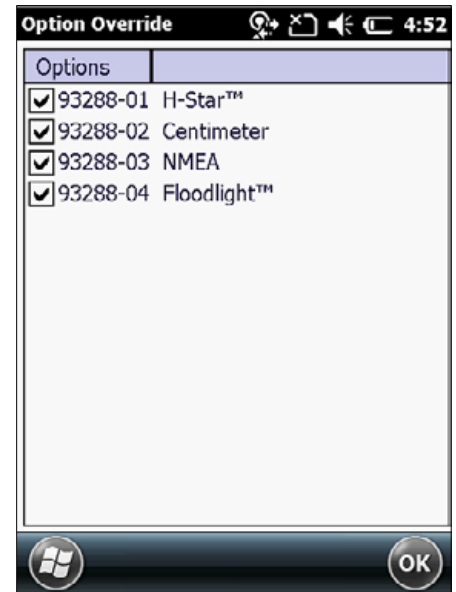 Option Override 4:52
Options
93288-01 H-Star™
93288-02 Centimeter
93288-03 NMEA
93288-04 Floodlight™
OK